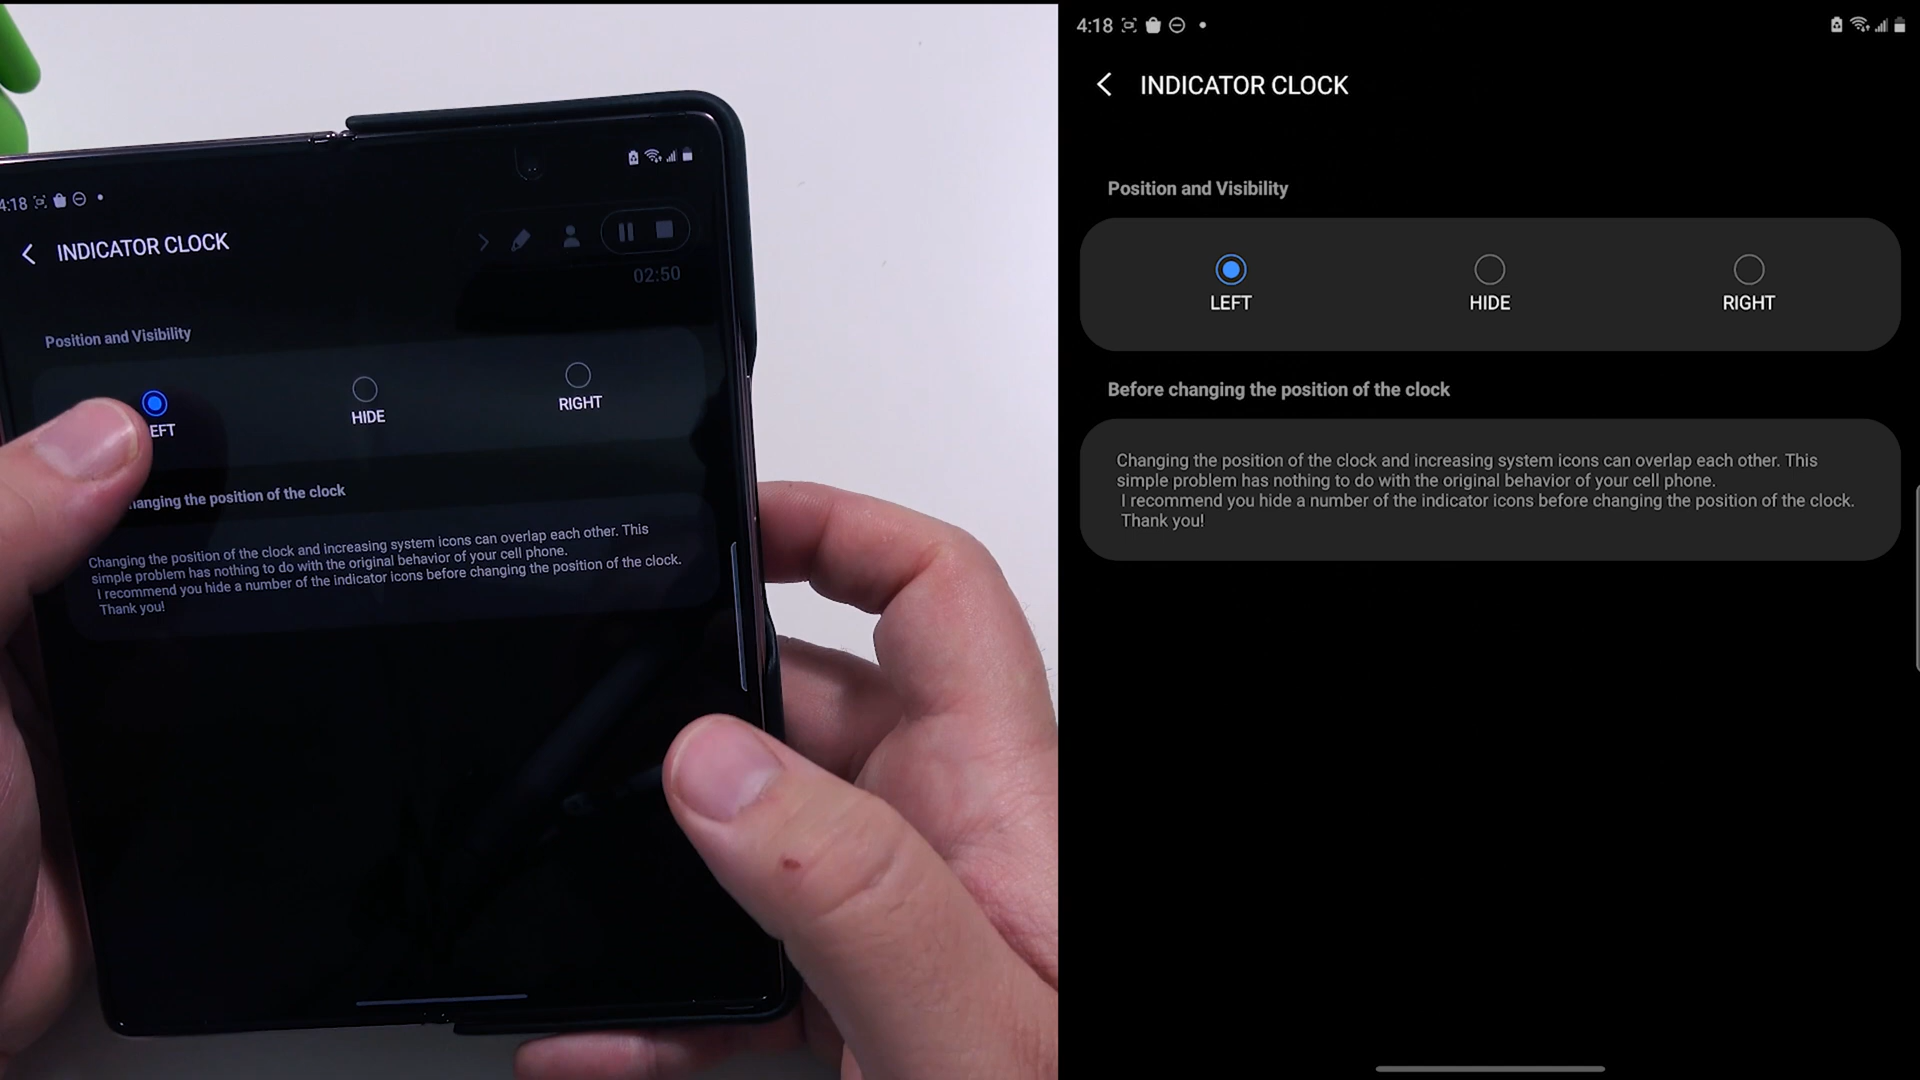 4:18
INDICATOR CLOCK
02:50
Position and Visibility
EFT
HIDE
RIGHT
hanging the position of the clock
Changing the position of the clock and increasing system icons can overlap each other. This
simple problem has nothing to do with the original behavior of your cell phone.
I recommend you hide a number of the indicator icons before changing the position of the clock.
Thank you!
4:18
INDICATOR CLOCK
Position and Visibility
LEFT
HIDE
RIGHT
Before changing the position of the clock
Changing the position of the clock and increasing system icons can overlap each other. This
simple problem has nothing to do with the original behavior of your cell phone.
I recommend you hide a number of the indicator icons before changing the position of the clock.
Thank you!